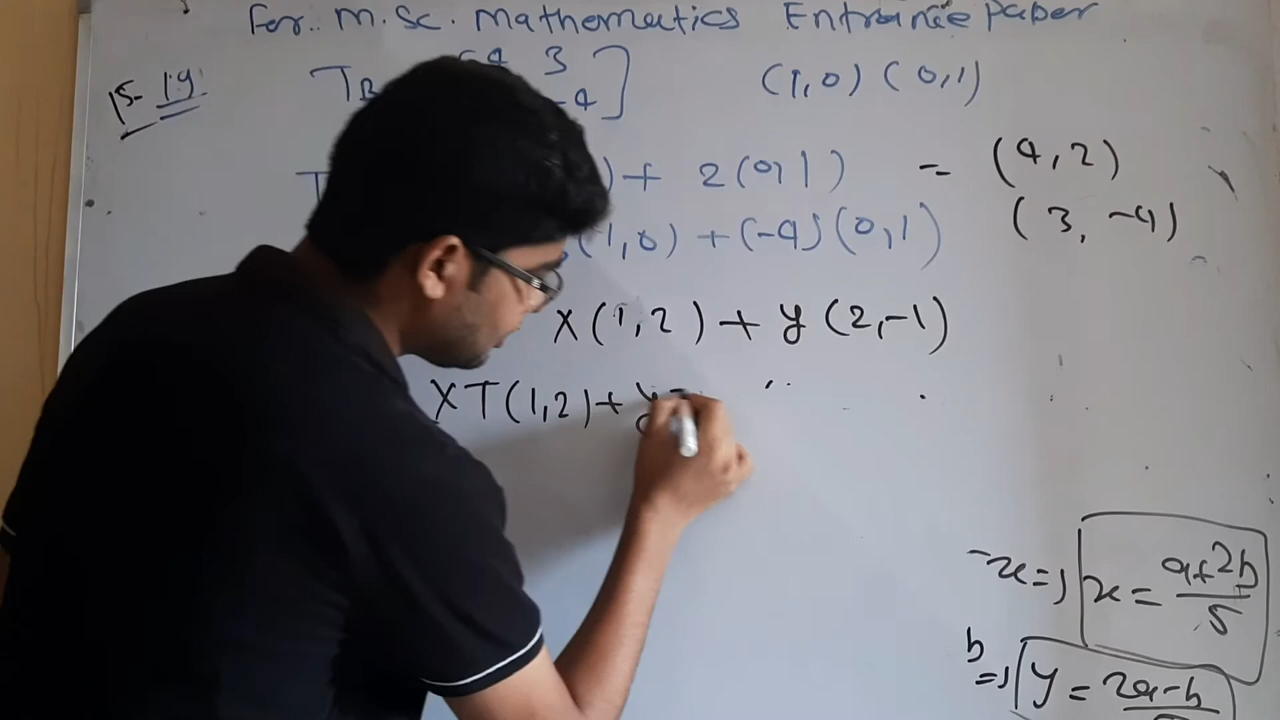 For.. M.Sc. Mathematics Entrance Paper
15- 19 T_B 4 3 ] (1,0) (0,1)
-4
T )+ 2(0,1) = (4,2)
(1,0) +(-4)(0,1) (3,-4)
X(1,2)+ y(2,-1)
XT(1,2)+ y
-x=) x= a+2b/5
b =) y= 2a-b